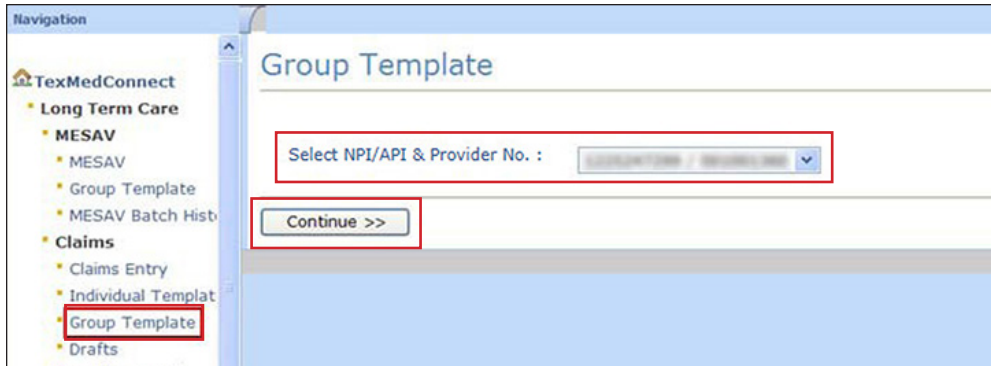 Navigation
TexMedConnect
Long Term Care
MESAV
MESAV
Group Template
MESAV Batch Hist
Claims
Claims Entry
Individual Templat
Group Template
Drafts
Group Template
Select NPI/API & Provider No. :
Continue >>